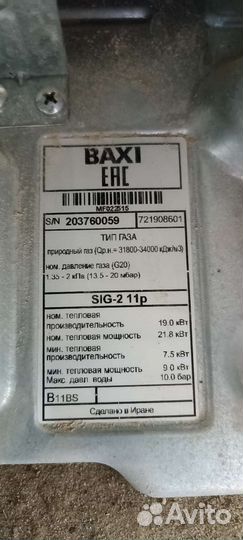 BAXI
EAC
MF022515
S/N 203760059 721908601
ТИП ГАЗА
природный газ (Qр.н.= 31800-34000 кДж/м3)
ном. давление газа (G20)
1.35 - 2 кПа (13.5 - 20 мбар)
SIG-2 11p
ном. тепловая
производительность 19.0 кВт
ном. тепловая мощность 21.8 кВт
мин. тепловая
производительность 7.5 кВт
мин. тепловая мощность 9.0 кВт
Макс. давл. воды 10.0 бар
B11BS
Сделано в Иране
Avito